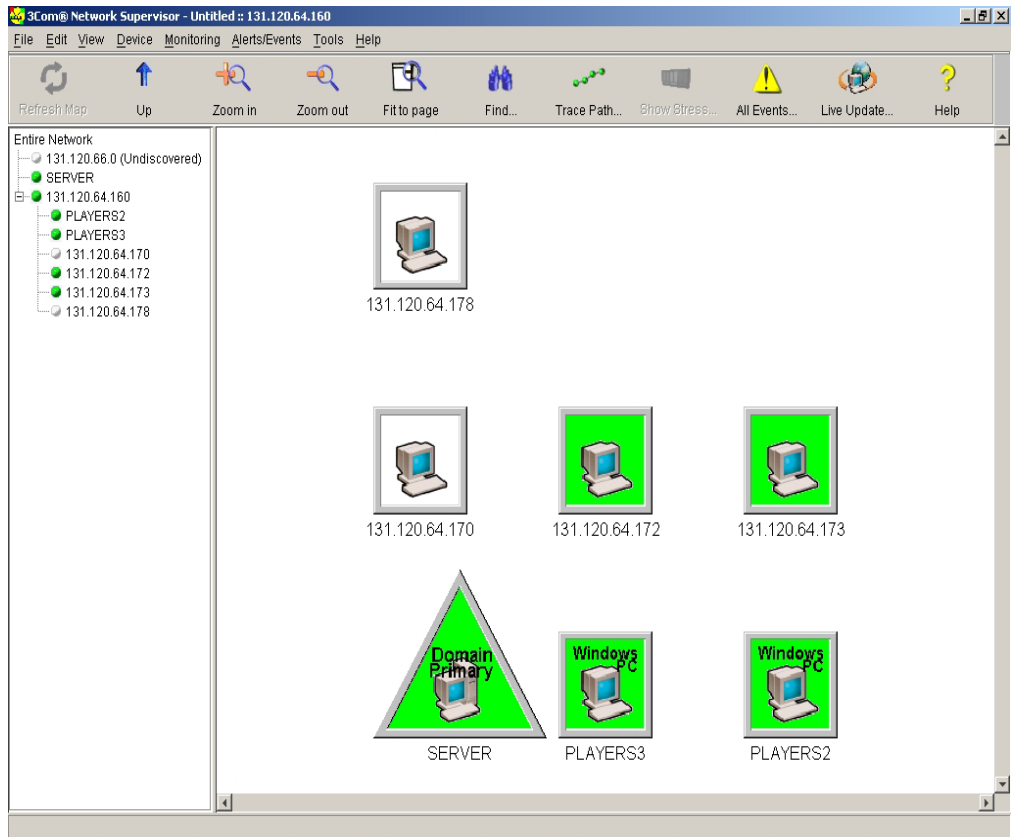 3Com® Network Supervisor - Untitled :: 131.120.64.160
File Edit View Device Monitoring Alerts/Events Tools Help
Refresh Map Up Zoom in Zoom out Fit to page Find... Trace Path... Show Stress... All Events... Live Update... Help
Entire Network
131.120.66.0 (Undiscovered)
SERVER
131.120.64.160
PLAYERS2
PLAYERS3
131.120.64.170
131.120.64.172
131.120.64.173
131.120.64.178
131.120.64.178
131.120.64.170 131.120.64.172 131.120.64.173
Domain
Primary
Windows
PC
Windows
PC
SERVER PLAYERS3 PLAYERS2